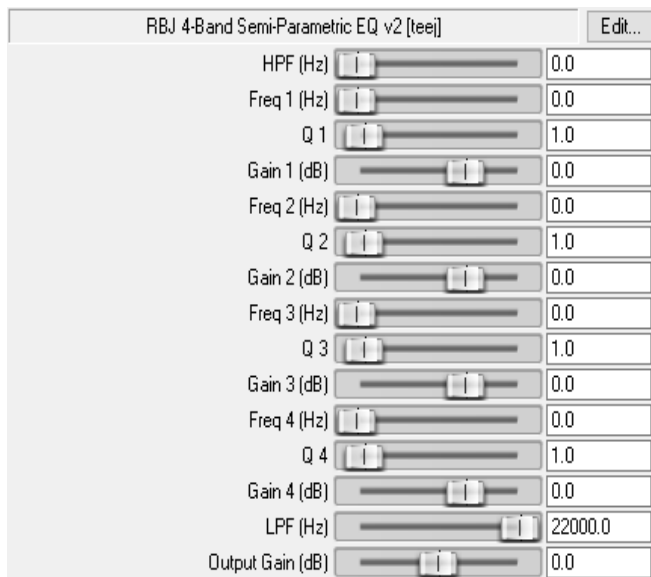 RBJ 4-Band Semi-Parametric EQ v2 [teej] Edit...
HPF (Hz) 0.0
Freq 1 (Hz) 0.0
Q 1 1.0
Gain 1 (dB) 0.0
Freq 2 (Hz) 0.0
Q 2 1.0
Gain 2 (dB) 0.0
Freq 3 (Hz) 0.0
Q 3 1.0
Gain 3 (dB) 0.0
Freq 4 (Hz) 0.0
Q 4 1.0
Gain 4 (dB) 0.0
LPF (Hz) 22000.0
Output Gain (dB) 0.0